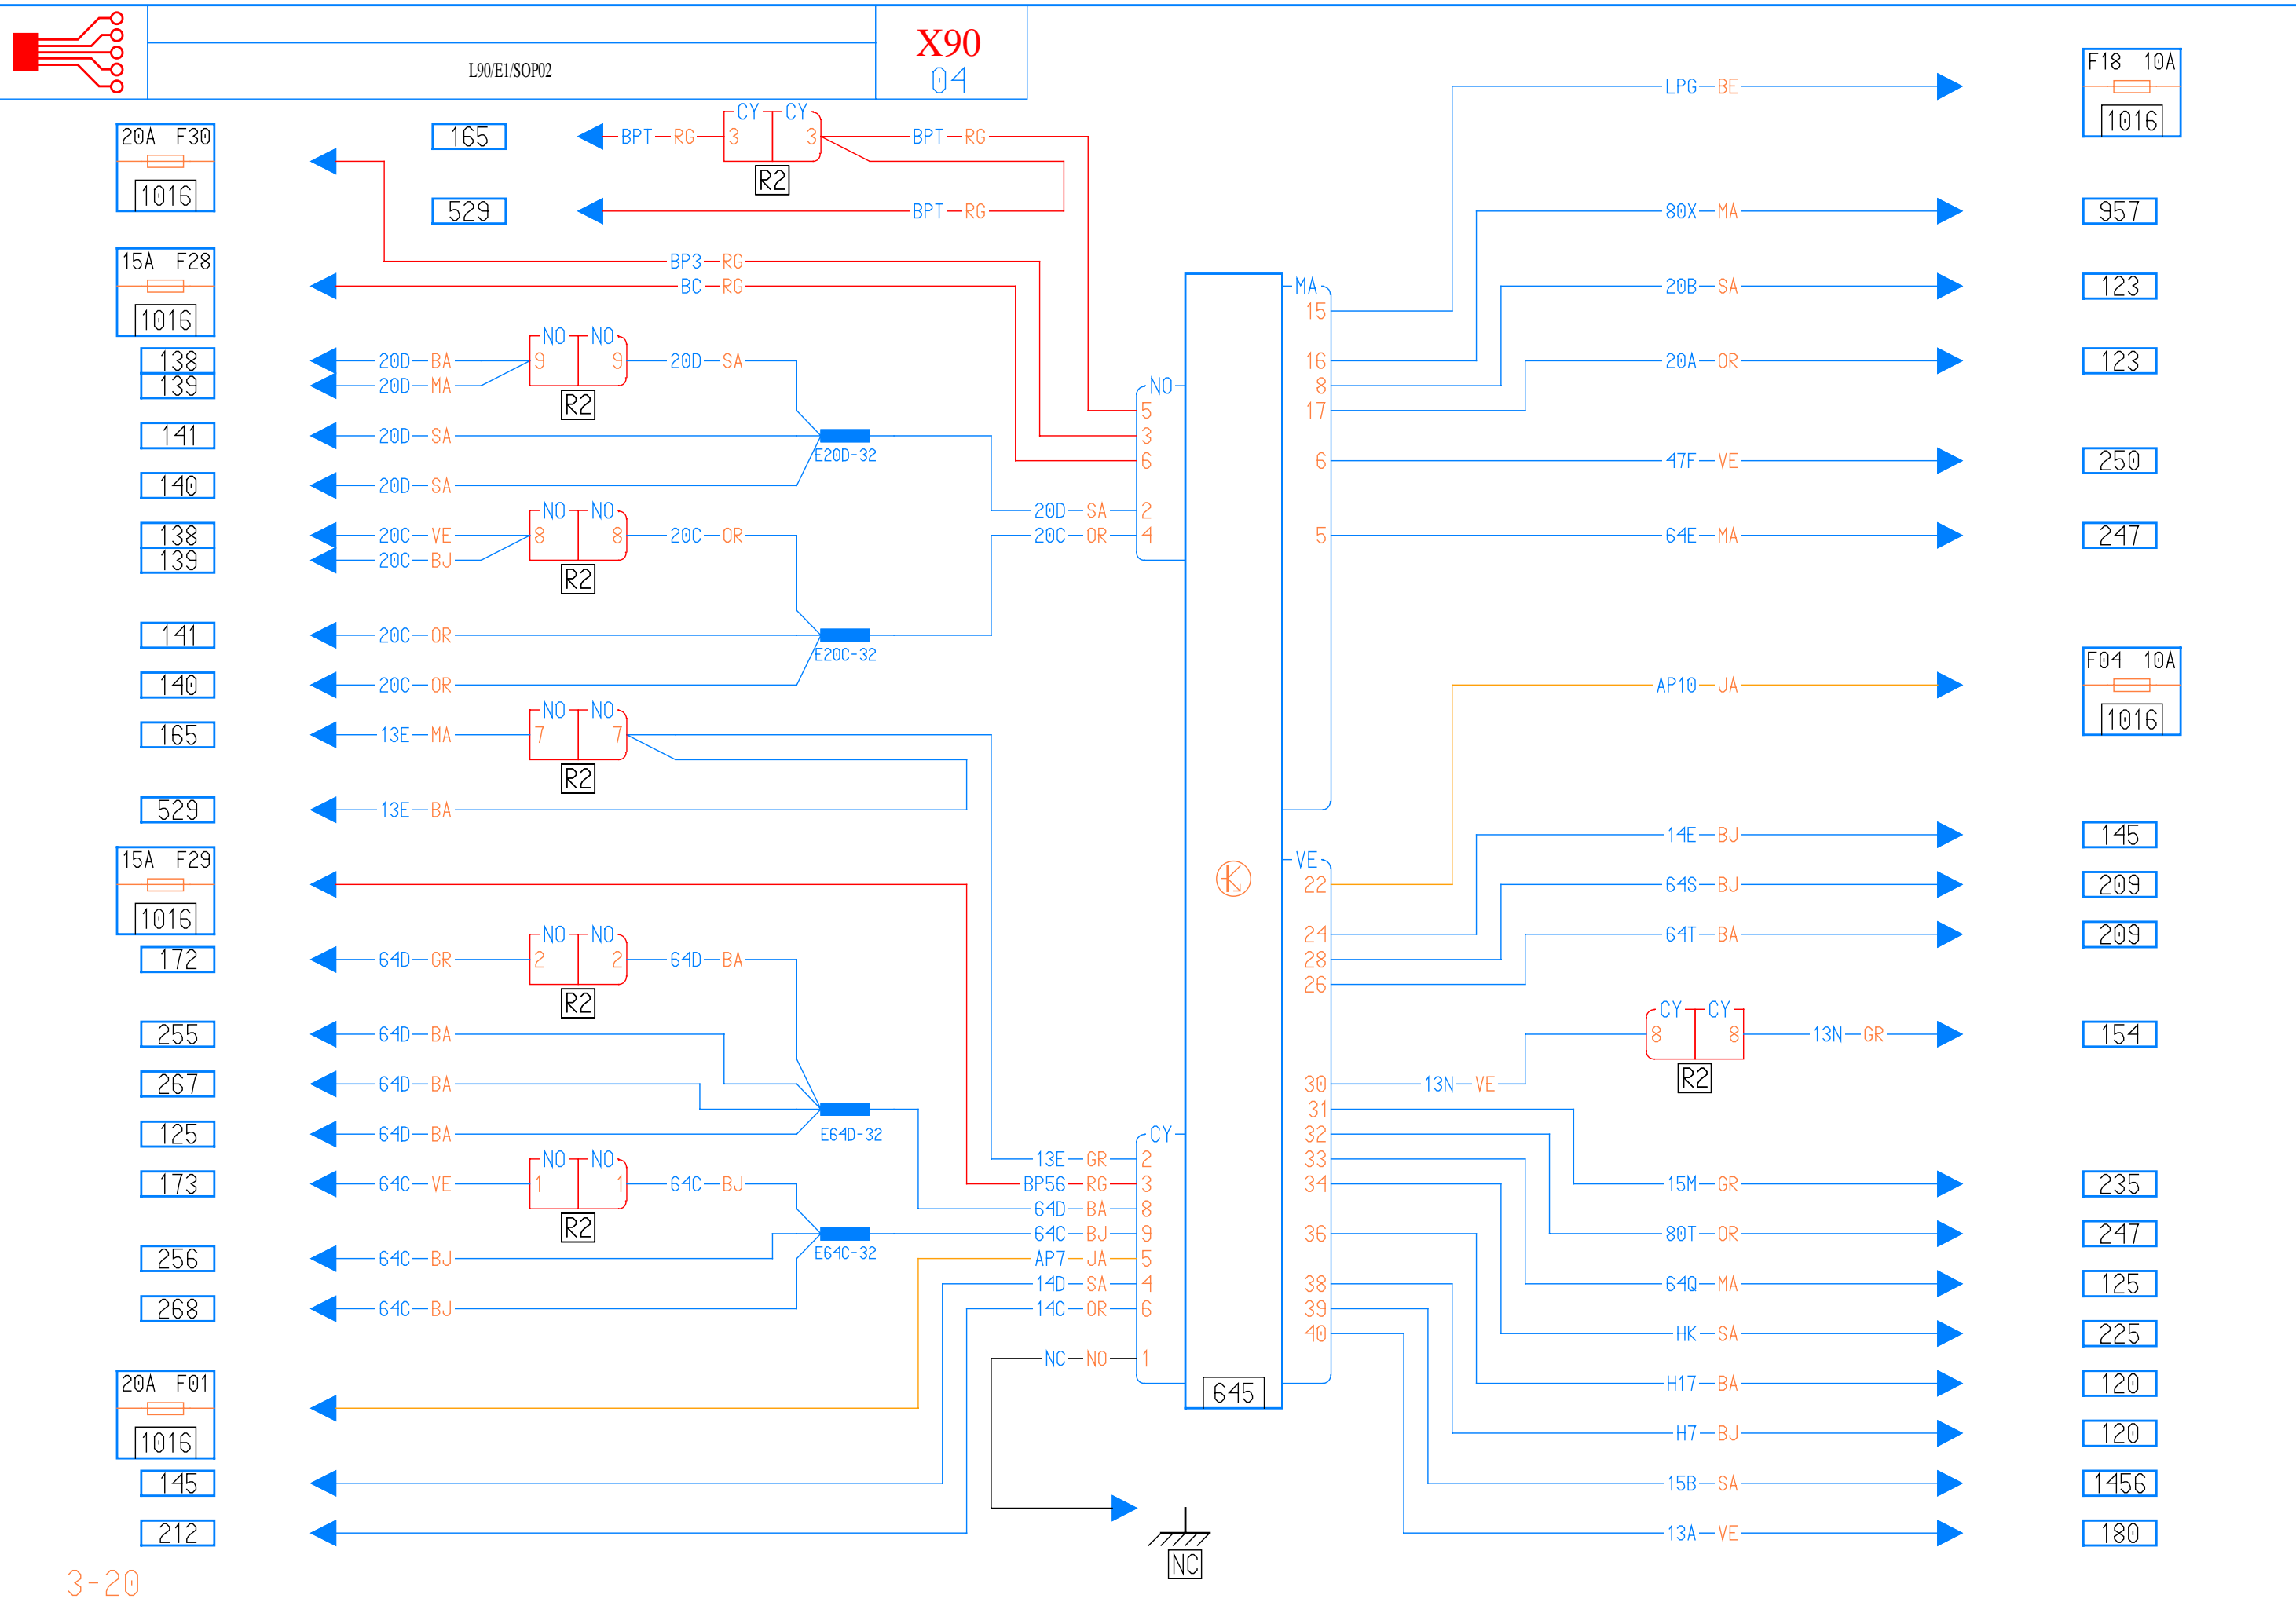 X90
L90/E1/SOP02
04
F18 10A
LPG BE
1016
20A F30
1016
165
BPT RG
CY CY
3 3
BPT RG
R2
529
BPT RG
80X MA
957
15A F28
1016
BP3 RG
BC RG
MA
20B SA
123
15
138
20D BA
NO NO
9 9
20D SA
16
20A OR
123
139
20D MA
R2
NO
8
5
17
141
20D SA
E20D-32
3
6
6
47F VE
250
140
20D SA
NO NO
20D SA
2
138
20C VE
8 8
20C OR
20C OR
4
5
64E MA
247
139
20C BJ
R2
141
20C OR
E20C-32
140
20C OR
AP10 JA
F04 10A
1016
165
13E MA
NO NO
7 7
R2
529
13E BA
14E BJ
145
15A F29
1016
VE
22
64S BJ
209
NO NO
24
64T BA
209
172
64D GR
2 2
64D BA
28
R2
26
CY CY
255
64D BA
8 8
13N GR
154
267
64D BA
30
13N VE
R2
31
125
64D BA
E64D-32
CY
32
NO NO
13E GR
2
33
173
64C VE
1 1
64C BJ
BP56 RG
3
34
15M GR
235
R2
64D BA
8
64C BJ
9
36
80T OR
247
256
64C BJ
E64C-32
AP7 JA
5
14D SA
4
38
64Q MA
125
268
64C BJ
14C OR
6
39
40
HK SA
225
NC NO
1
20A F01
1016
645
H17 BA
120
H7 BJ
120
145
15B SA
1456
212
13A VE
180
NC
3-20